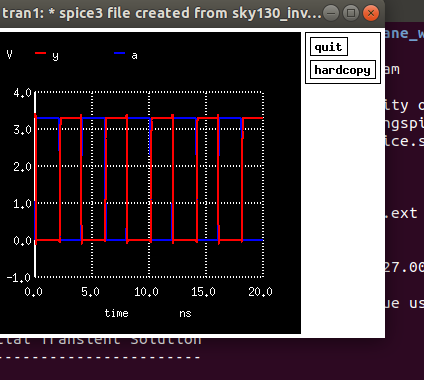 tran1: * spice3 file created from sky130_inv...
quit
hardcopy
V y a
4.0
3.0
2.0
1.0
0.0
-1.0
0.0 5.0 10.0 15.0 20.0
time ns
ane_w
am
ity o
ngspi
ice.s
.ext
27.00
ue us
Transient Solution
------------------------